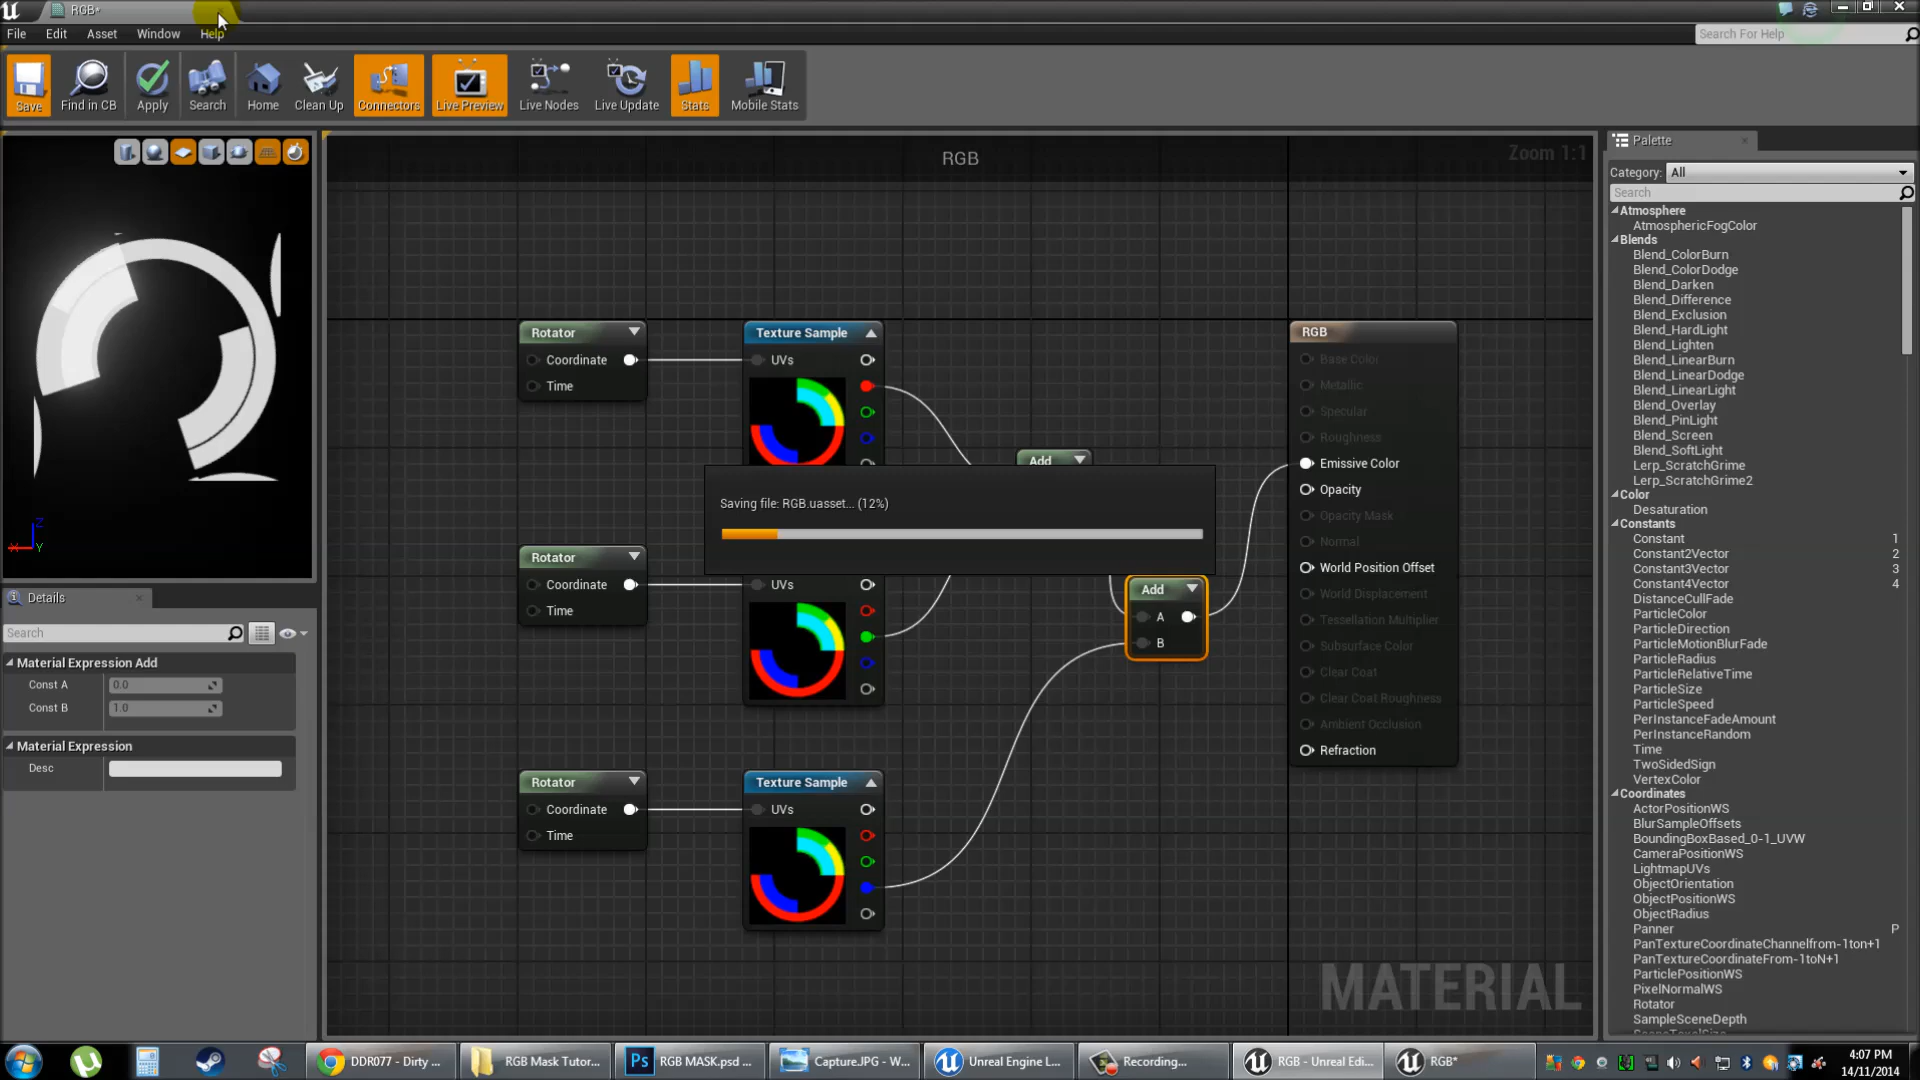 RGB*
File Edit Asset Window Help
Search For Help
Save Find in CB Apply Search Home Clean Up Connectors Live Preview Live Nodes Live Update Stats Mobile Stats
RGB
Zoom 1:1
Palette
Category: All
Search
Atmosphere
AtmosphericFogColor
Blends
Blend_ColorBurn
Blend_ColorDodge
Blend_Darken
Blend_Difference
Blend_Exclusion
Blend_HardLight
Blend_Lighten
Blend_LinearBurn
Blend_LinearDodge
Blend_LinearLight
Blend_Overlay
Blend_PinLight
Blend_Screen
Blend_SoftLight
Lerp_ScratchGrime
Lerp_ScratchGrime2
Color
Desaturation
Constants
Constant 1
Constant2Vector 2
Constant3Vector 3
Constant4Vector 4
DistanceCullFade
ParticleColor
ParticleDirection
ParticleMotionBlurFade
ParticleRadius
ParticleRelativeTime
ParticleSize
ParticleSpeed
PerInstanceFadeAmount
PerInstanceRandom
Time
TwoSidedSign
VertexColor
Coordinates
ActorPositionWS
BlurSampleOffsets
BoundingBoxBased_0-1_UVW
CameraPositionWS
LightmapUVs
ObjectOrientation
ObjectPositionWS
ObjectRadius
Panner P
PanTextureCoordinateChannelfrom-1ton+1
PanTextureCoordinateFrom-1toN+1
ParticlePositionWS
PixelNormalWS
Rotator
SampleSceneDepth
SceneTexelSize
Z
X
Y
Details
Search
Material Expression Add
Const A 0.0
Const B 1.0
Material Expression
Desc
Rotator
Coordinate
Time
Texture Sample
UVs
Add
Saving file: RGB.uasset... (12%)
Rotator
Coordinate
Time
UVs
Add
A
B
Rotator
Coordinate
Time
Texture Sample
UVs
RGB
Base Color
Metallic
Specular
Roughness
Emissive Color
Opacity
Opacity Mask
Normal
World Position Offset
World Displacement
Tessellation Multiplier
Subsurface Color
Clear Coat
Clear Coat Roughness
Ambient Occlusion
Refraction
MATERIAL
DDR077 - Dirty ...
RGB Mask Tutor...
Ps RGB MASK.psd ...
Capture.JPG - W...
Unreal Engine L...
Recording...
RGB - Unreal Edi...
RGB*
4:07 PM
14/11/2014